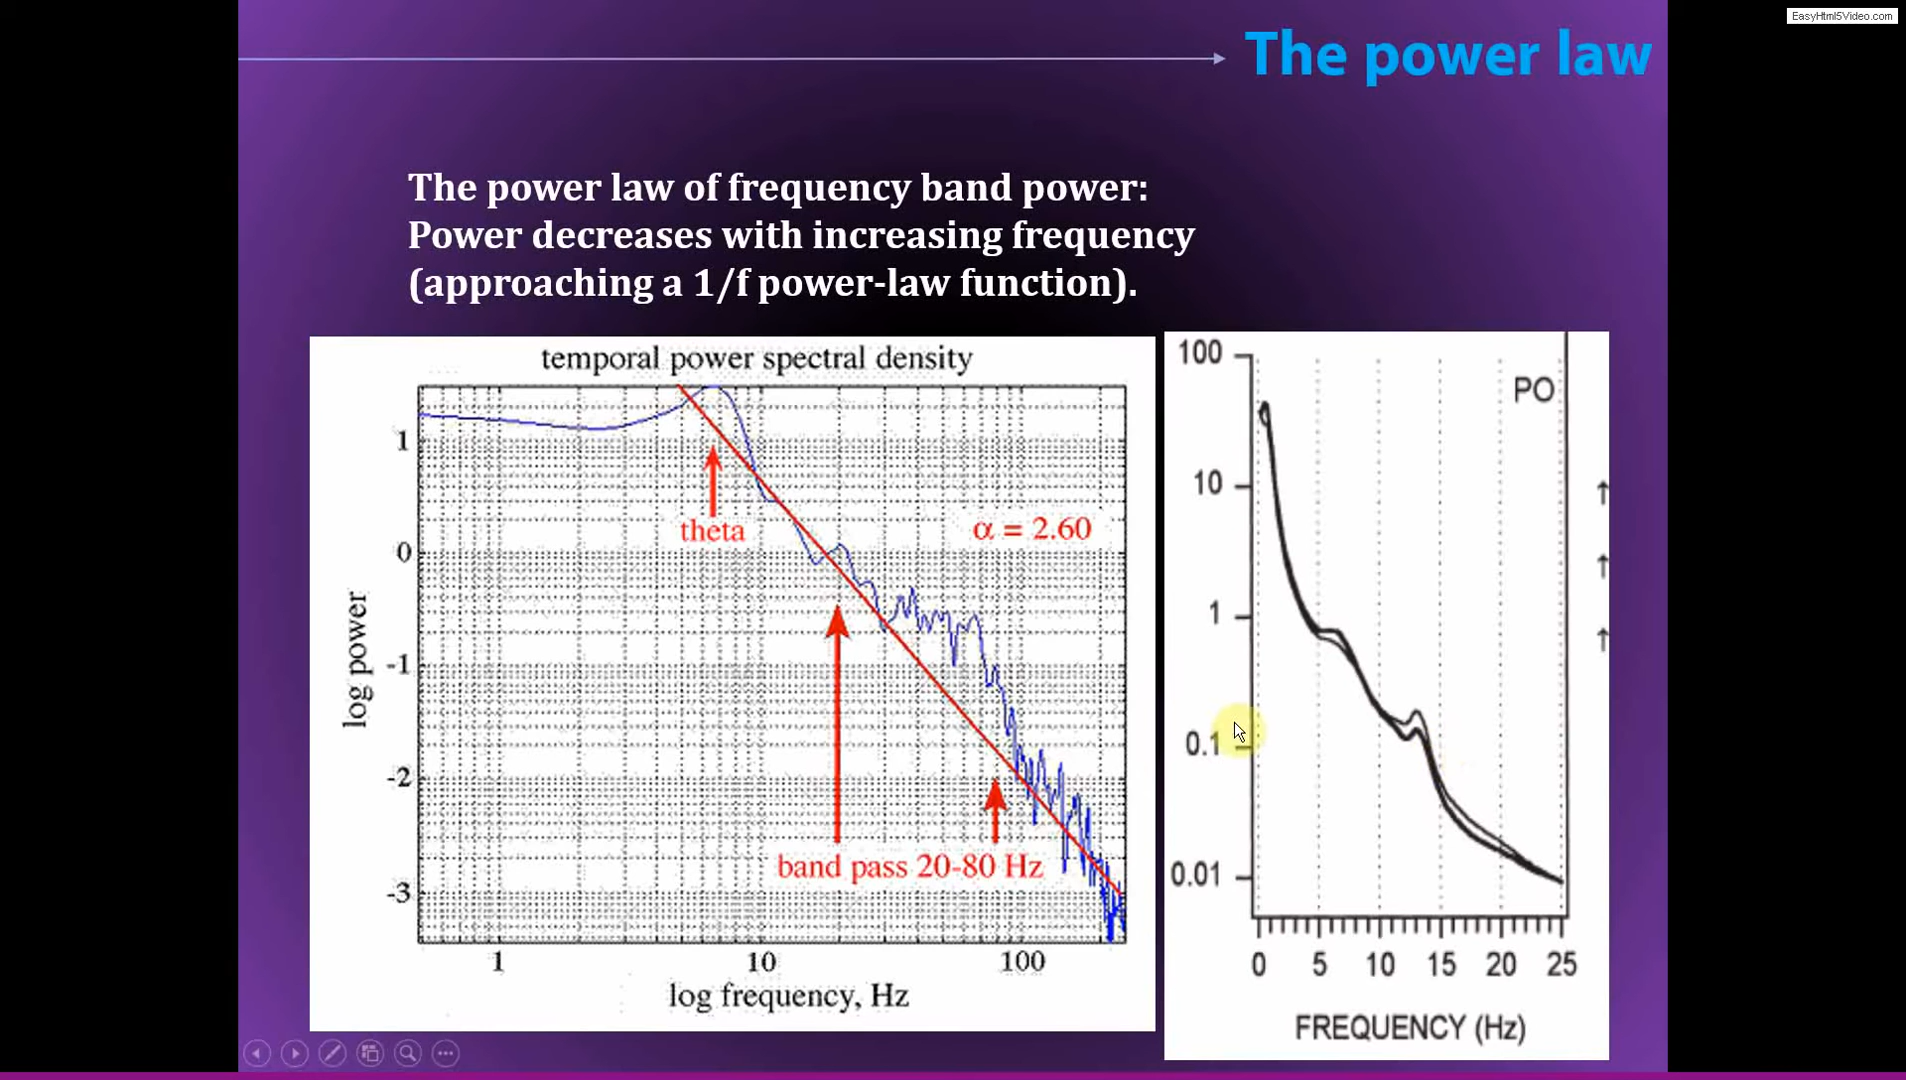 EasyHtml5Video.com
The power law
The power law of frequency band power:
Power decreases with increasing frequency
(approaching a 1/f power-law function).
temporal power spectral density
1
0
-1
-2
-3
log power
theta
α = 2.60
band pass 20-80 Hz
1 10 100
log frequency, Hz
100
10
1
0.1
0.01
PO
0 5 10 15 20 25
FREQUENCY (Hz)